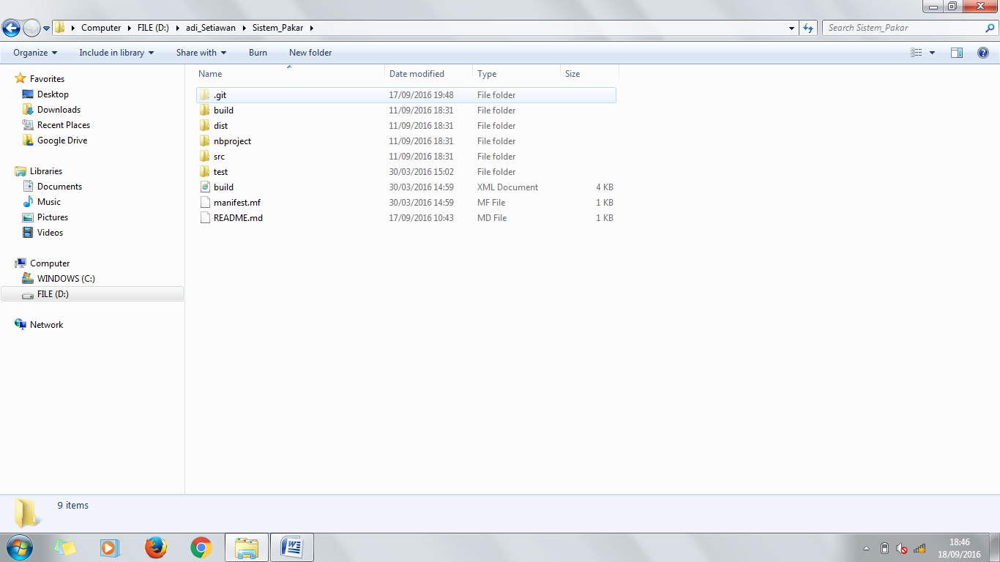 Computer FILE (D:) adi_Setiawan Sistem_Pakar Search Sistem_Pakar
Organize Include in library Share with Burn New folder
Name Date modified Type Size
.git 17/09/2016 19:48 File folder
build 11/09/2016 18:31 File folder
dist 11/09/2016 18:31 File folder
nbproject 11/09/2016 18:31 File folder
src 11/09/2016 18:31 File folder
test 30/03/2016 15:02 File folder
build 30/03/2016 14:59 XML Document 4 KB
manifest.mf 30/03/2016 14:59 MF File 1 KB
README.md 17/09/2016 10:43 MD File 1 KB
Favorites
Desktop
Downloads
Recent Places
Google Drive
Libraries
Documents
Music
Pictures
Videos
Computer
WINDOWS (C:)
FILE (D:)
Network
9 items
18:46
18/09/2016